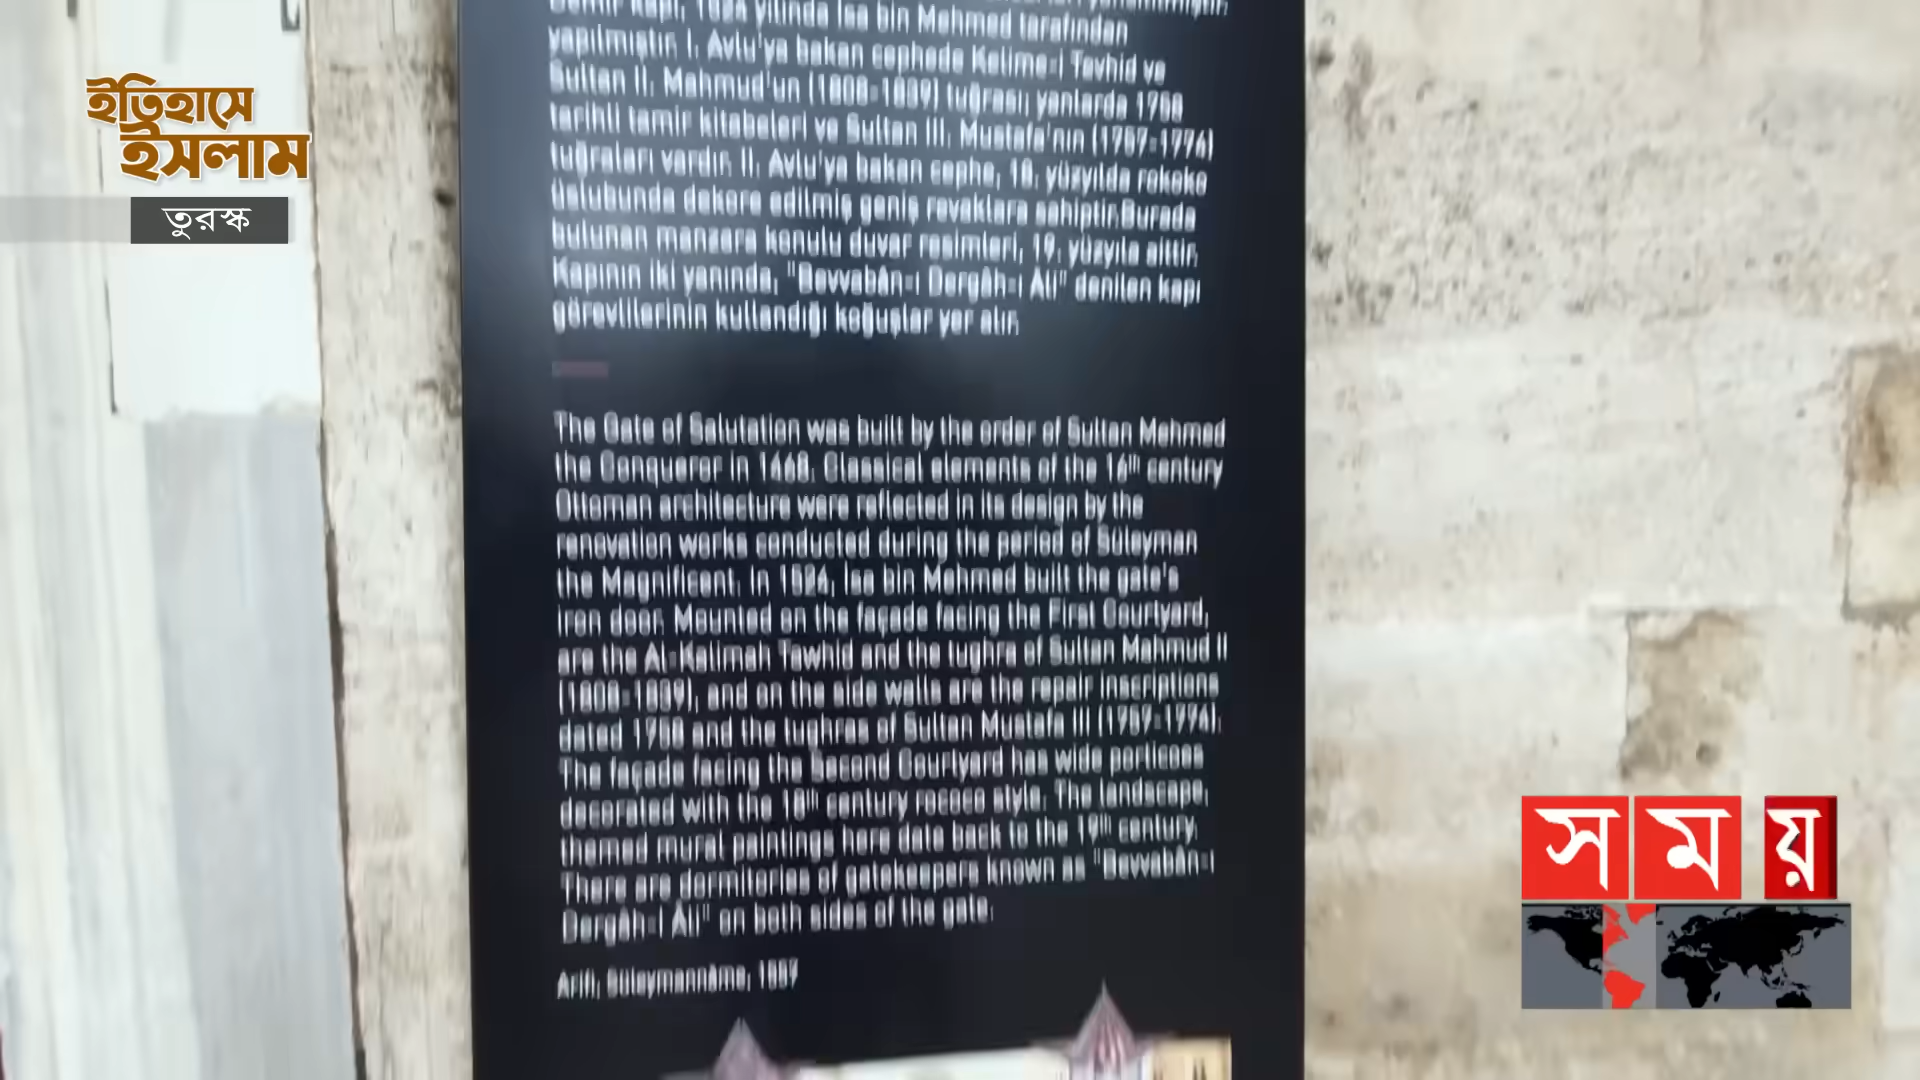 ইতিহাসে
ইসলাম
তুরস্ক
Demir kapı, 1524 yılında İsa bin Mehmed tarafından
yapılmıştır. I. Avlu'ya bakan cephede Kelime-i Tevhid ve
Sultan II. Mahmud'un (1808-1839) tuğrası; yanlarda 1758
tarihli tamir kitabeleri ve Sultan III. Mustafa'nın (1757-1774)
tuğraları vardır. II. Avlu'ya bakan cephe, 18. yüzyılda rokoko
üslubunda dekore edilmiş geniş revaklara sahiptir.Burada
bulunan manzara konulu duvar resimleri, 19. yüzyıla aittir.
Kapının iki yanında, "Bevvabân-ı Dergâh-ı Âli" denilen kapı
görevlilerinin kullandığı koğuşlar yer alır.
The Gate of Salutation was built by the order of Sultan Mehmed
the Conqueror in 1468. Classical elements of the 16th century
Ottoman architecture were reflected in its design by the
renovation works conducted during the period of Süleyman
the Magnificent. In 1524, Isa bin Mehmed built the gate's
iron door. Mounted on the façade facing the First Courtyard,
are the Al-Kalimah Tawhid and the tughra of Sultan Mahmud II
(1808-1839), and on the side walls are the repair inscriptions
dated 1758 and the tughras of Sultan Mustafa III (1757-1774).
The façade facing the Second Courtyard has wide porticoes
decorated with the 18th century rococo style. The landscape,
themed mural paintings here date back to the 19th century.
There are dormitories of gatekeepers known as "Bevvabân-ı
Dergâh-ı Âli" on both sides of the gate.
Arifi, Süleymannâme, 1557
সময়